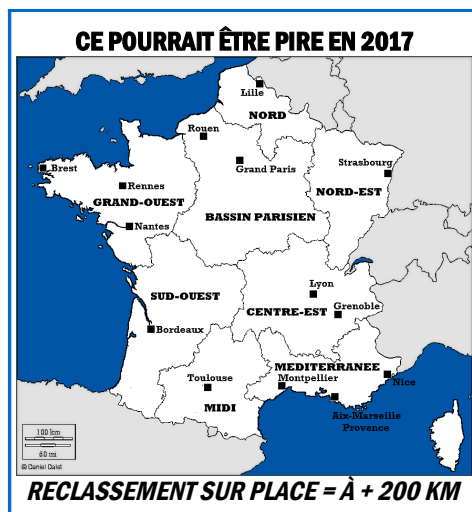 CE POURRAIT ÊTRE PIRE EN 2017
Lille
NORD
Rouen
Grand Paris
Strasbourg
Brest
Rennes
NORD-EST
GRAND-OUEST
BASSIN PARISIEN
Nantes
Lyon
SUD-OUEST
CENTRE-EST
Grenoble
Bordeaux
MEDITERRANEE
Toulouse
Montpellier
Nice
MIDI
Aix-Marseille
Provence
100 km
60 mi
© Daniel Dalet
RECLASSEMENT SUR PLACE = À + 200 KM